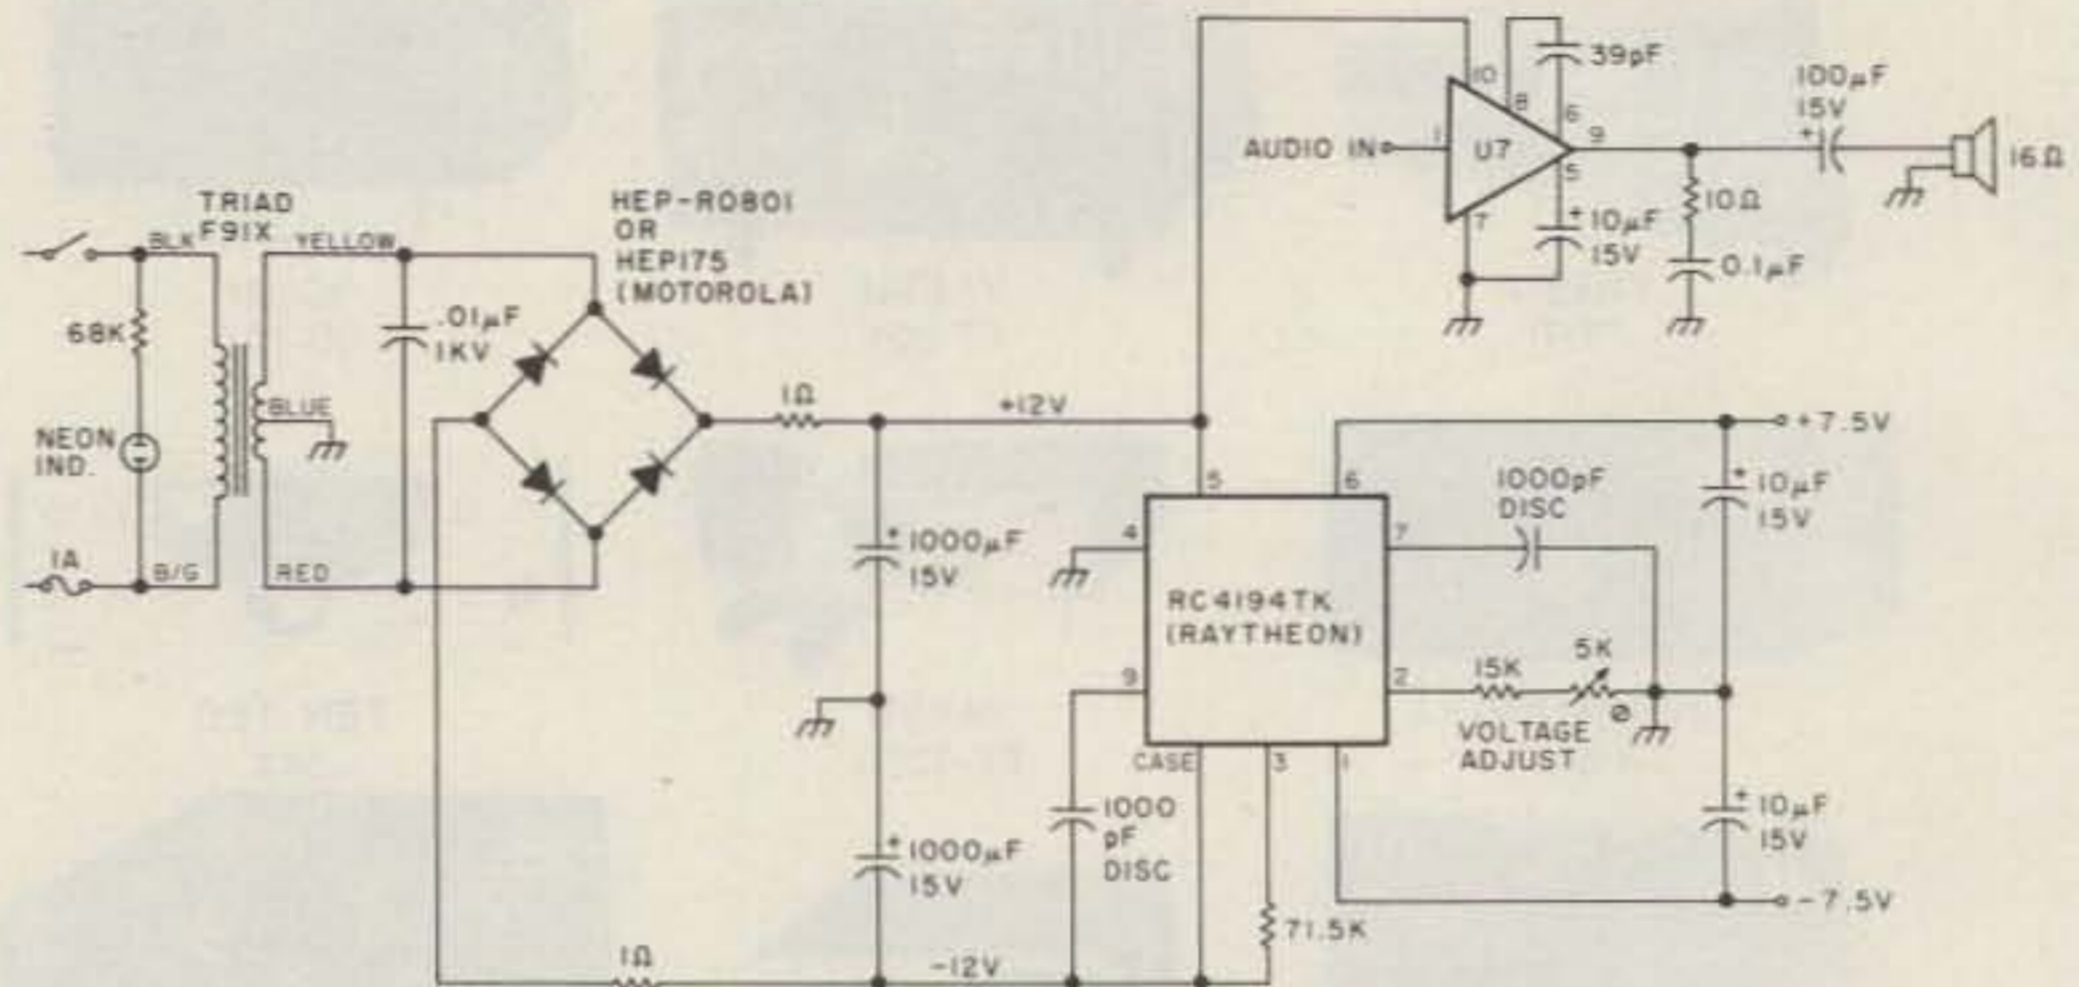 TRIAD
F91X
BLK
YELLOW
68K
NEON
IND.
1A
B/G
RED
BLUE
.01µF
1KV
HEP-R0801
OR
HEP175
(MOTOROLA)
1Ω
+12V
1000µF
15V
1000µF
15V
1Ω
-12V
AUDIO IN
1
U7
10
8
6
9
5
7
39pF
10µF
15V
10Ω
0.1µF
100µF
15V
16Ω
5
6
4
7
RC4194TK
(RAYTHEON)
9
2
CASE
3
1
1000
pF
DISC
71.5K
1000pF
DISC
15K
5K
VOLTAGE
ADJUST
+7.5V
10µF
15V
10µF
15V
-7.5V